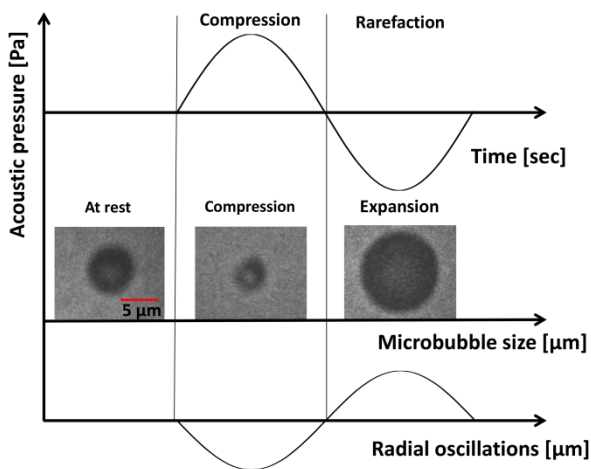 Compression
Rarefaction
Acoustic pressure [Pa]
Time [sec]
At rest
Compression
Expansion
5 µm
Microbubble size [µm]
Radial oscillations [µm]